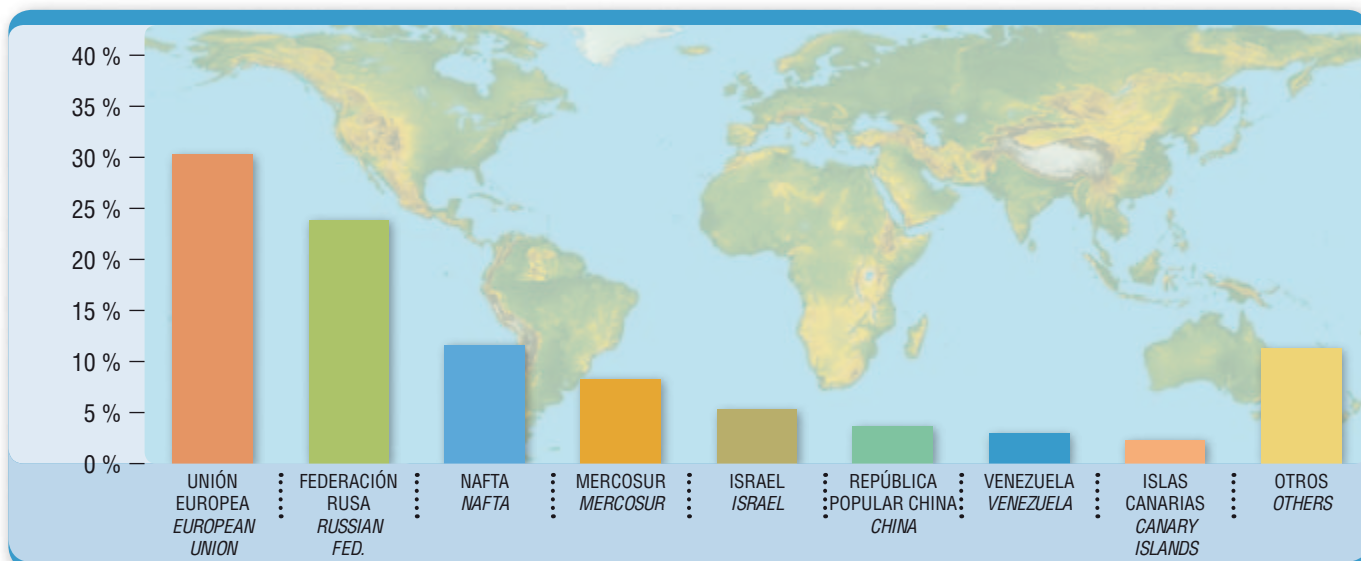 40 %
35 %
30 %
25 %
20 %
15 %
10 %
5 %
0 %
UNIÓN
EUROPEA
EUROPEAN
UNION
FEDERACIÓN
RUSA
RUSSIAN
FED.
NAFTA
NAFTA
MERCOSUR
MERCOSUR
ISRAEL
ISRAEL
REPÚBLICA
POPULAR CHINA
CHINA
VENEZUELA
VENEZUELA
ISLAS
CANARIAS
CANARY
ISLANDS
OTROS
OTHERS